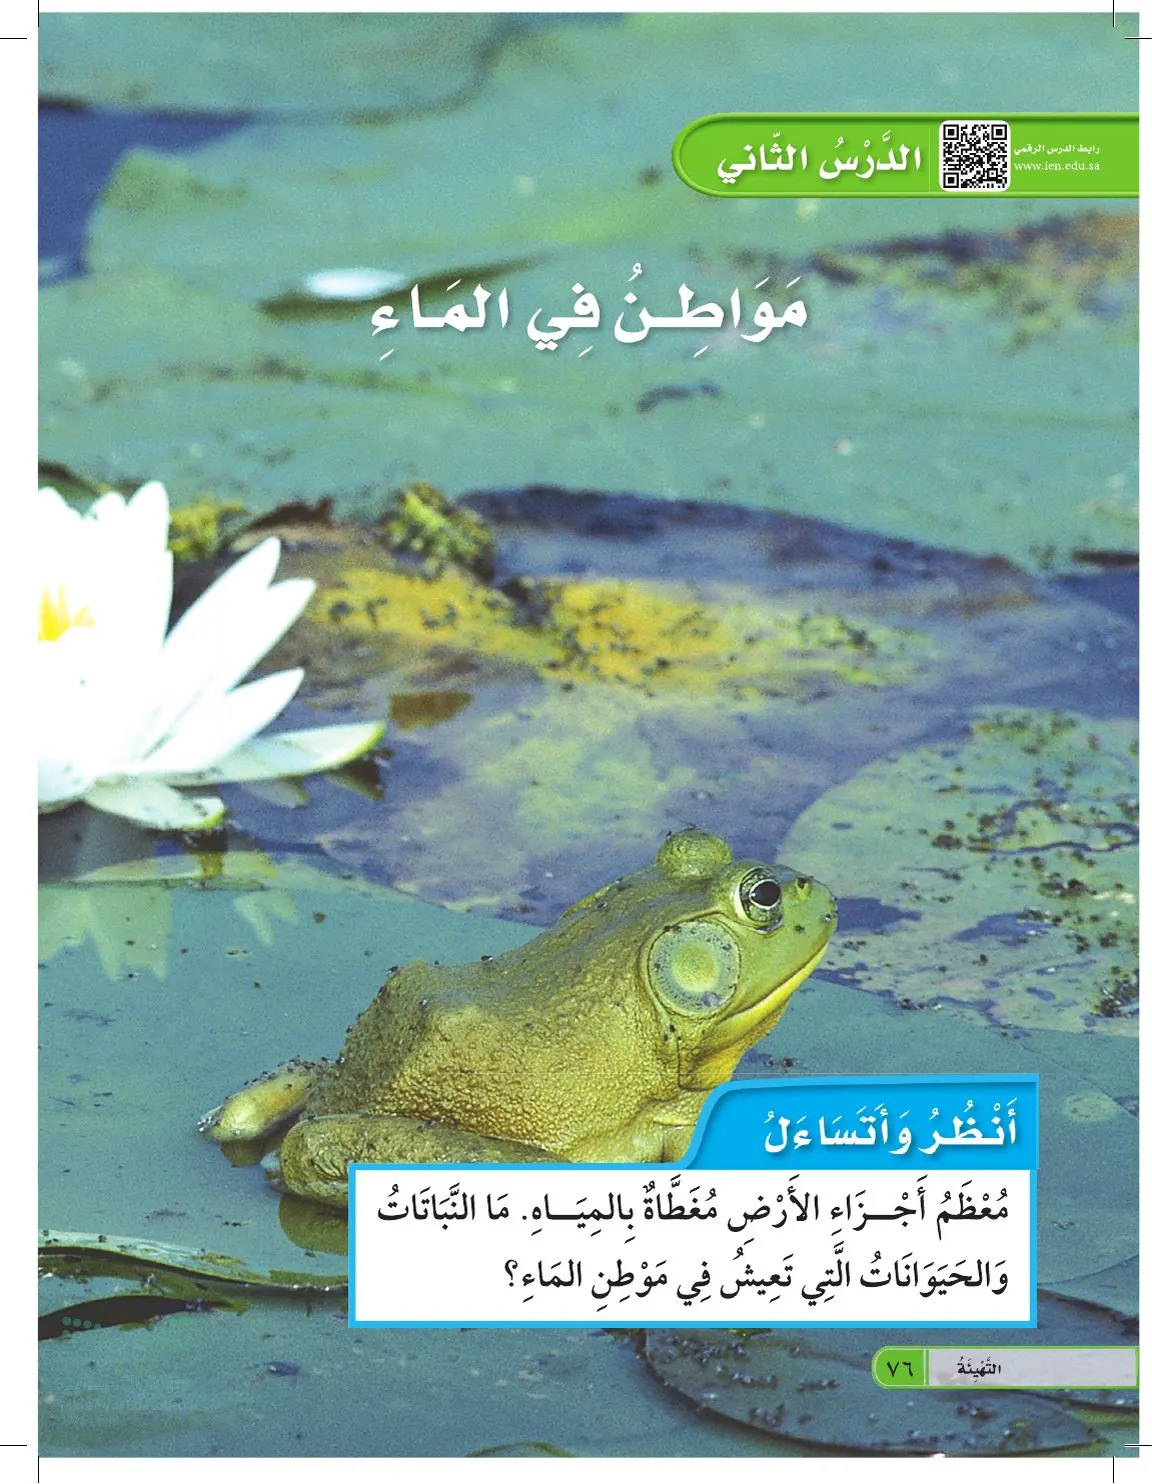 رابط الدرس الرقمي
www.ien.edu.sa
الدَّرْسُ الثّاني
مَوَاطِنُ فِي المَاءِ
أَنْظُرُ وَأَتَسَاءَلُ
مُعْظَمُ أَجْزَاءِ الأَرْضِ مُغَطَّاةٌ بِالمِيَاهِ. مَا النَّبَاتَاتُ
وَالحَيَوَانَاتُ الَّتِي تَعِيشُ فِي مَوْطِنِ المَاءِ؟
التَّهْيِئَةُ
٧٦